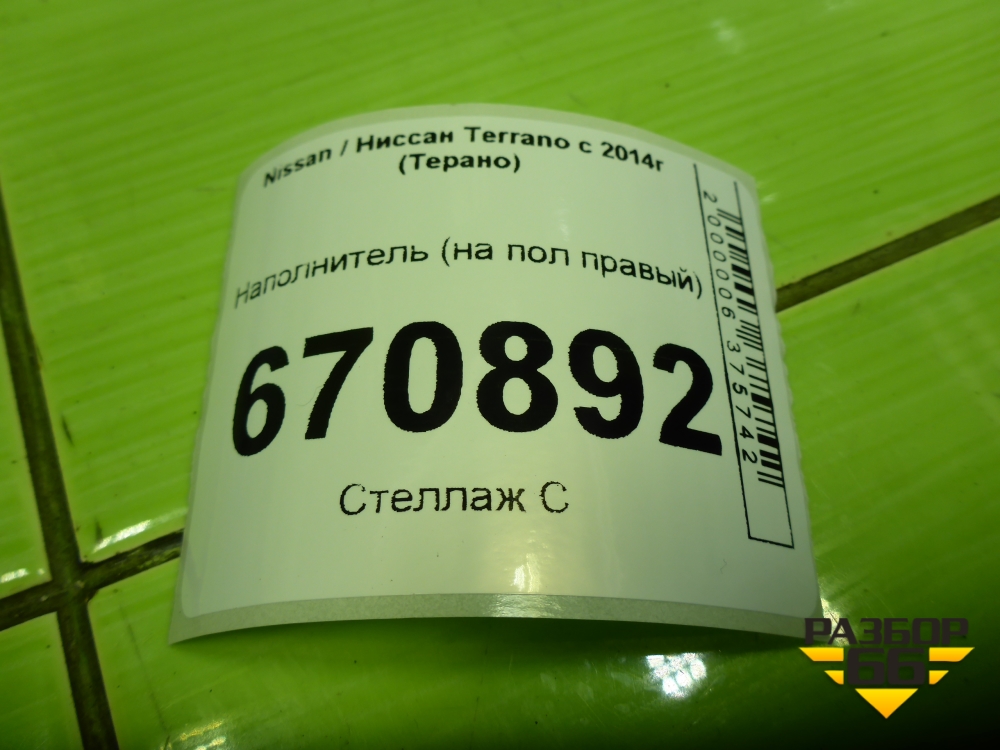 Nissan / Ниссан Terrano с 2014г
(Терано)
Наполнитель (на пол правый)
670892
Стеллаж С
2000006375742
РАЗБОР
66